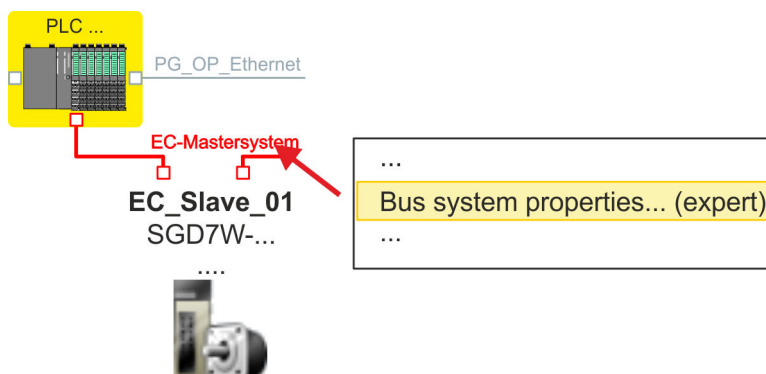 PLC ...
PG_OP_Ethernet
EC-Mastersystem
...
Bus system properties... (expert)
...
EC_Slave_01
SGD7W-...
....